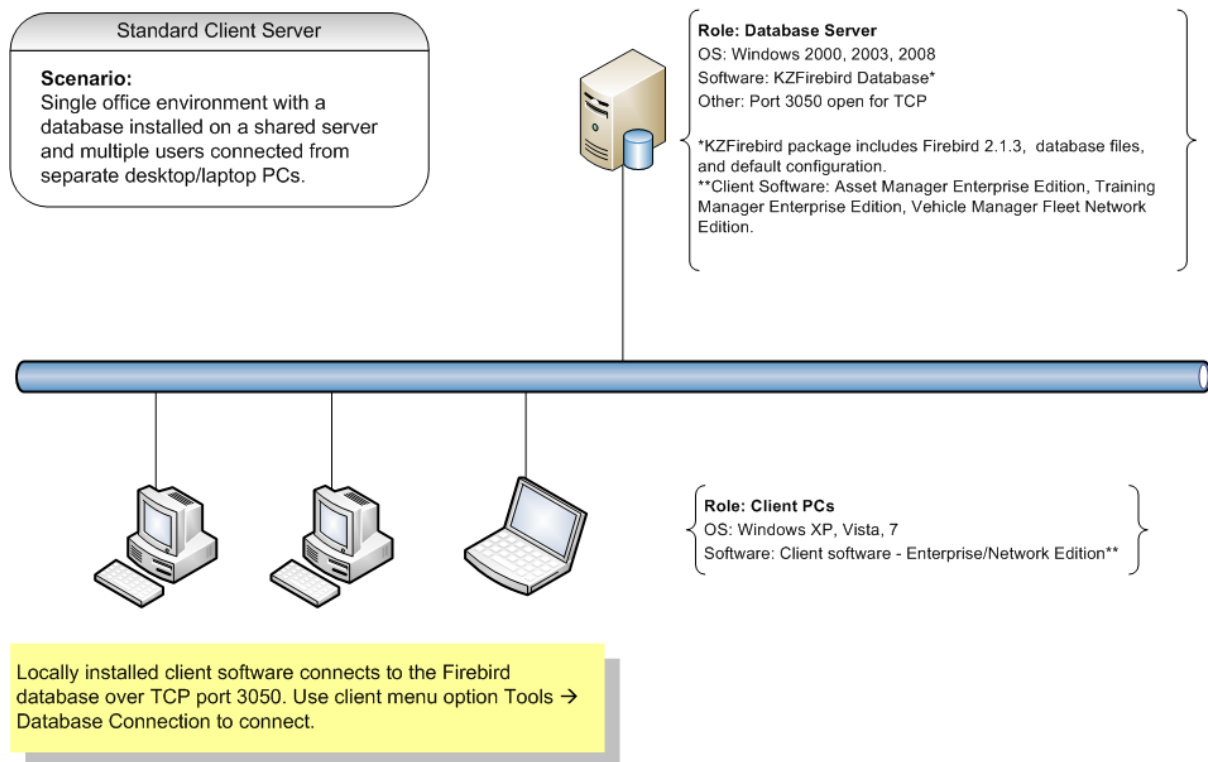 Standard Client Server
Scenario:
Single office environment with a
database installed on a shared server
and multiple users connected from
separate desktop/laptop PCs.
Role: Database Server
OS: Windows 2000, 2003, 2008
Software: KZFirebird Database*
Other: Port 3050 open for TCP
*KZFirebird package includes Firebird 2.1.3,  database files,
and default configuration.
**Client Software: Asset Manager Enterprise Edition, Training
Manager Enterprise Edition, Vehicle Manager Fleet Network
Edition.
Role: Client PCs
OS: Windows XP, Vista, 7
Software: Client software - Enterprise/Network Edition**
Locally installed client software connects to the Firebird
database over TCP port 3050. Use client menu option Tools →
Database Connection to connect.